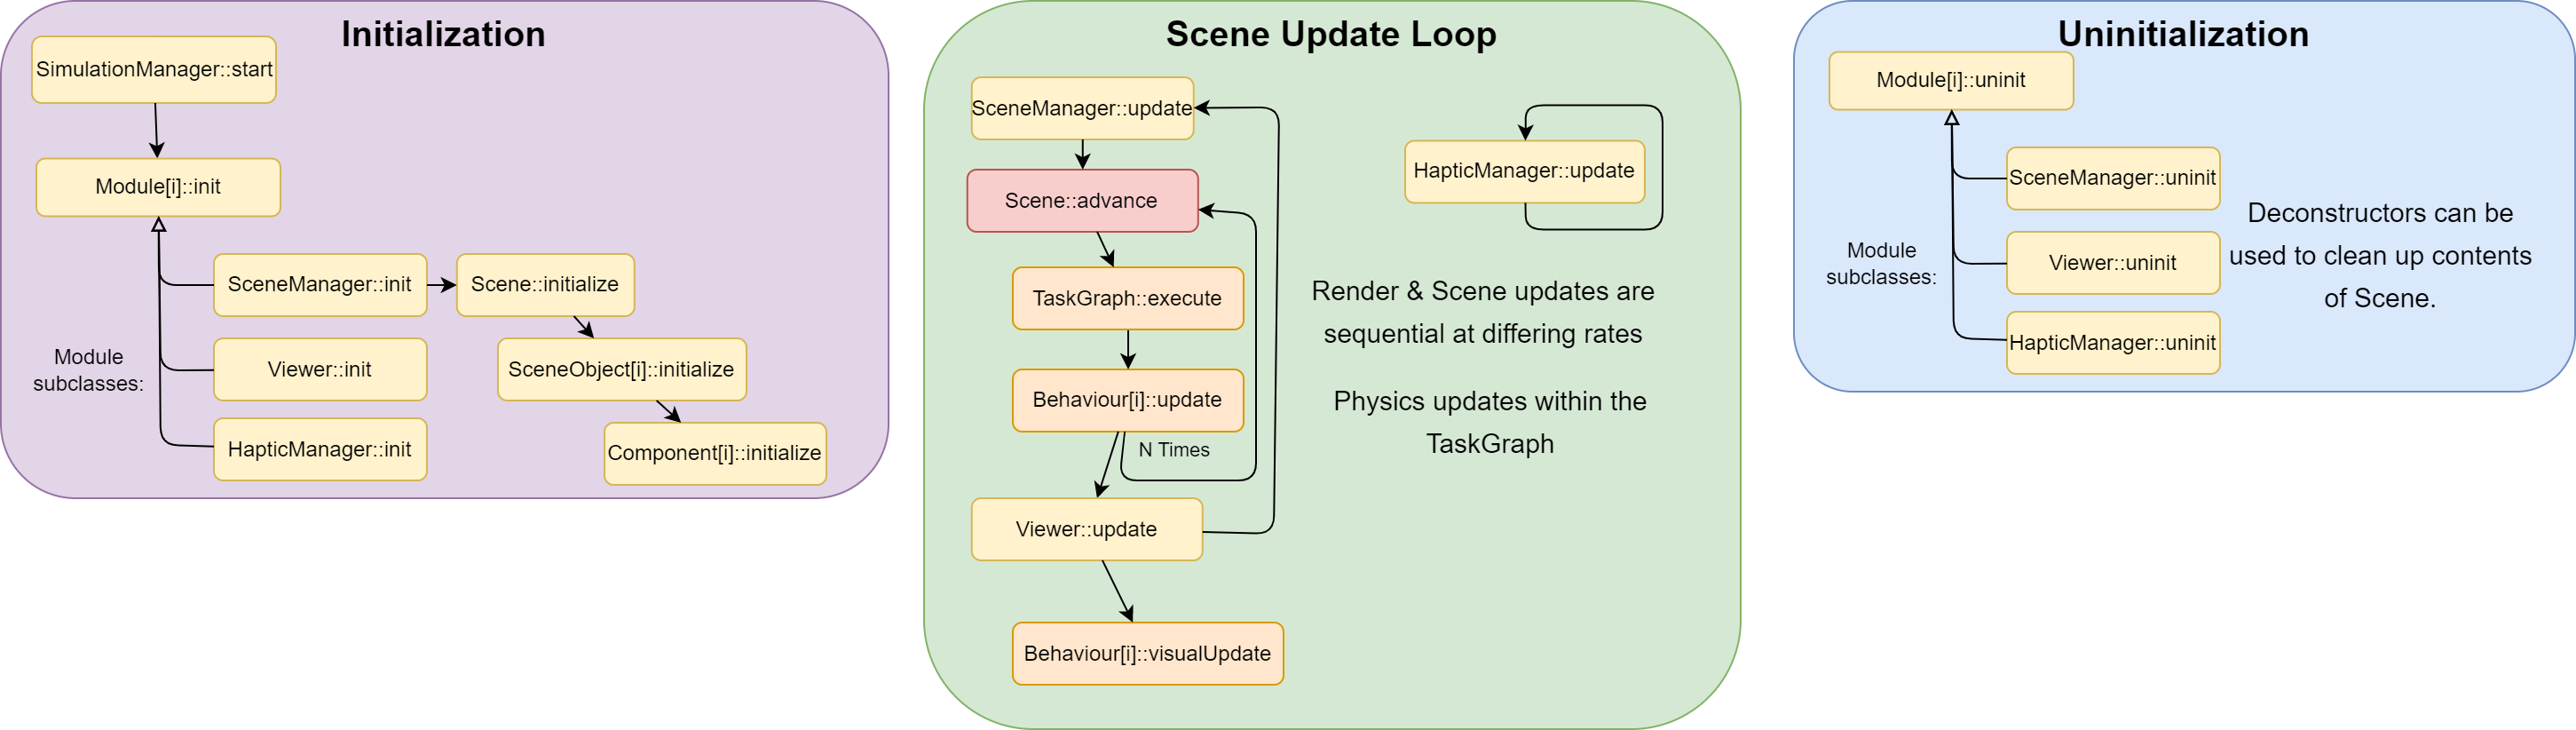 Initialization
SimulationManager::start
Module[i]::init
SceneManager::init
Scene::initialize
Module
subclasses:
Viewer::init
SceneObject[i]::initialize
HapticManager::init
Component[i]::initialize
Scene Update Loop
SceneManager::update
Scene::advance
TaskGraph::execute
Behaviour[i]::update
N Times
Viewer::update
Behaviour[i]::visualUpdate
HapticManager::update
Render & Scene updates are
sequential at differing rates
Physics updates within the
TaskGraph
Uninitialization
Module[i]::uninit
SceneManager::uninit
Module
subclasses:
Viewer::uninit
HapticManager::uninit
Deconstructors can be
used to clean up contents
of Scene.